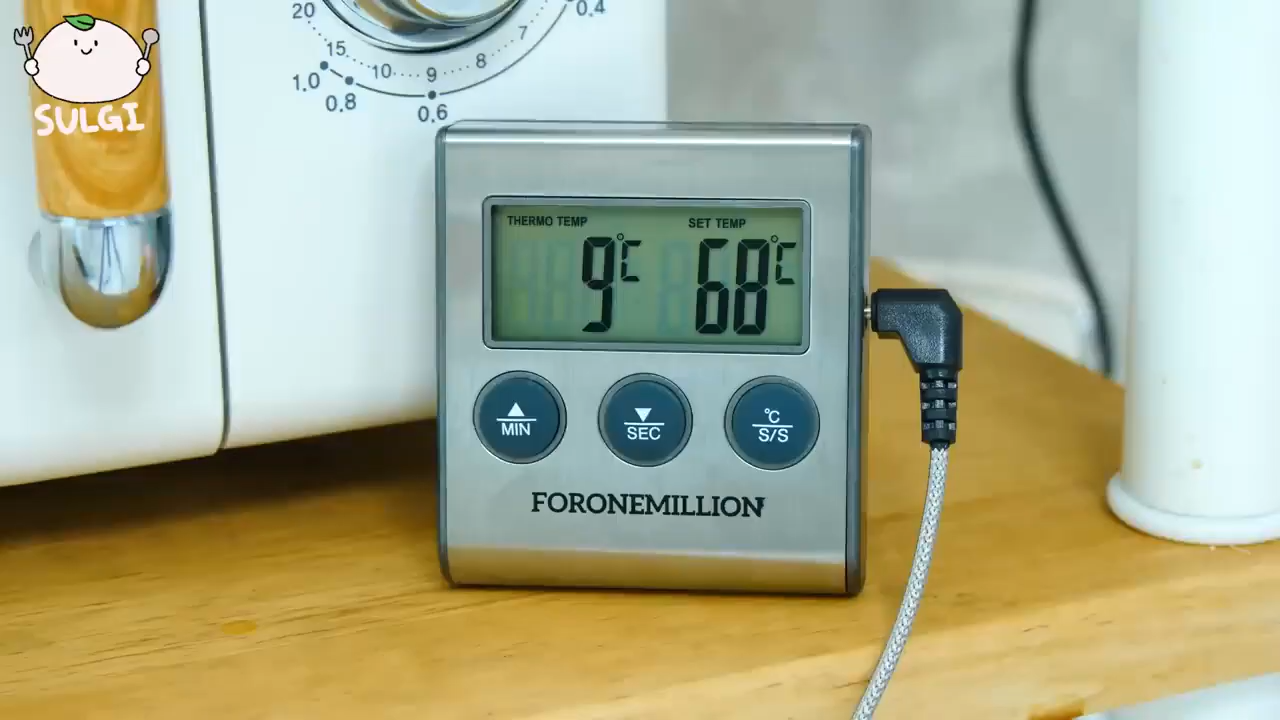 SULGI
20
15
10
9
8
7
0.4
1.0
0.8
0.6
THERMO TEMP
SET TEMP
9°C
68°C
MIN
SEC
°C
S/S
FORONEMILLION